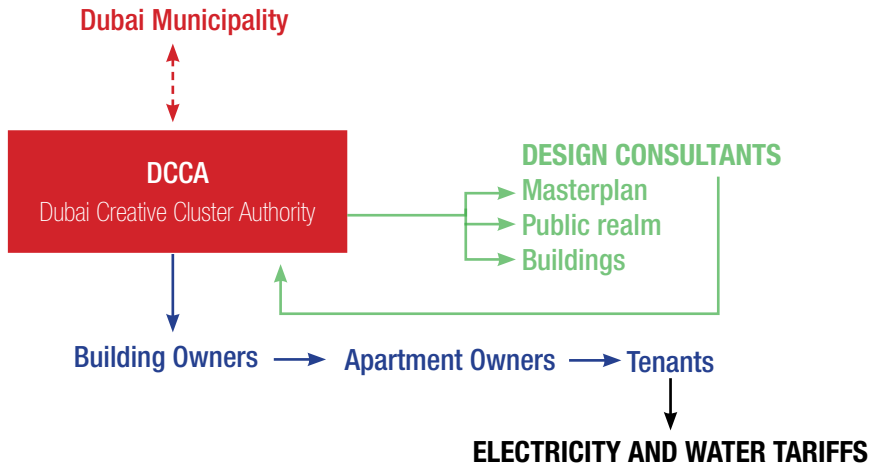 Dubai Municipality
DCCA
Dubai Creative Cluster Authority
DESIGN CONSULTANTS
Masterplan
Public realm
Buildings
Building Owners
Apartment Owners
Tenants
ELECTRICITY AND WATER TARIFFS